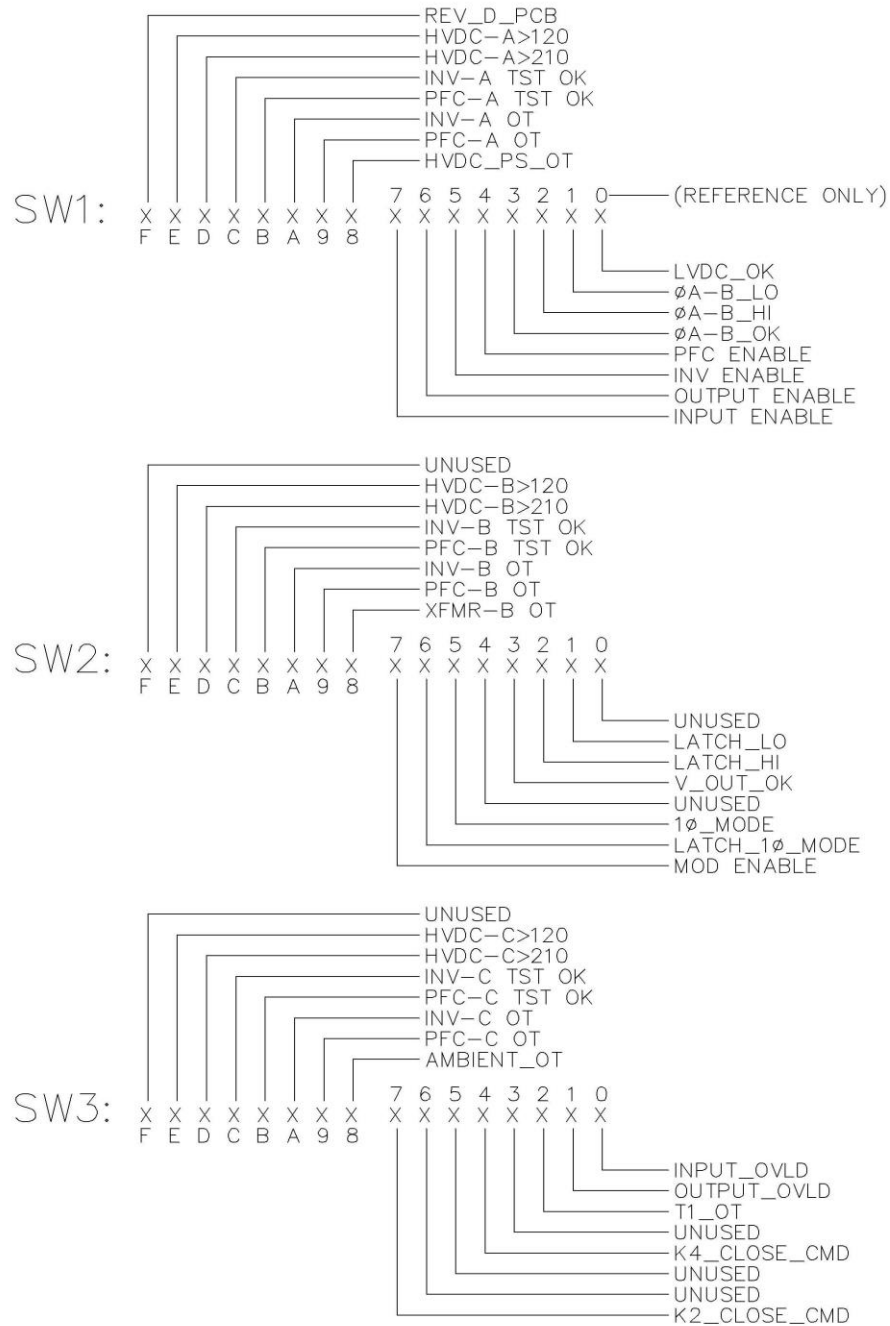 REV_D_PCB
HVDC-A>120
HVDC-A>210
INV-A TST OK
PFC-A TST OK
INV-A OT
PFC-A OT
HVDC_PS_OT
7 6 5 4 3 2 1 0 (REFERENCE ONLY)
SW1: X X X X X X X X X X X X X X X X
F E D C B A 9 8
LVDC_OK
øA-B_LO
øA-B_HI
øA-B_OK
PFC ENABLE
INV ENABLE
OUTPUT ENABLE
INPUT ENABLE
UNUSED
HVDC-B>120
HVDC-B>210
INV-B TST OK
PFC-B TST OK
INV-B OT
PFC-B OT
XFMR-B OT
7 6 5 4 3 2 1 0
SW2: X X X X X X X X X X X X X X X X
F E D C B A 9 8
UNUSED
LATCH_LO
LATCH_HI
V_OUT_OK
UNUSED
1ø_MODE
LATCH_1ø_MODE
MOD ENABLE
UNUSED
HVDC-C>120
HVDC-C>210
INV-C TST OK
PFC-C TST OK
INV-C OT
PFC-C OT
AMBIENT_OT
7 6 5 4 3 2 1 0
SW3: X X X X X X X X X X X X X X X X
F E D C B A 9 8
INPUT_OVLD
OUTPUT_OVLD
T1_OT
UNUSED
K4_CLOSE_CMD
UNUSED
UNUSED
K2_CLOSE_CMD